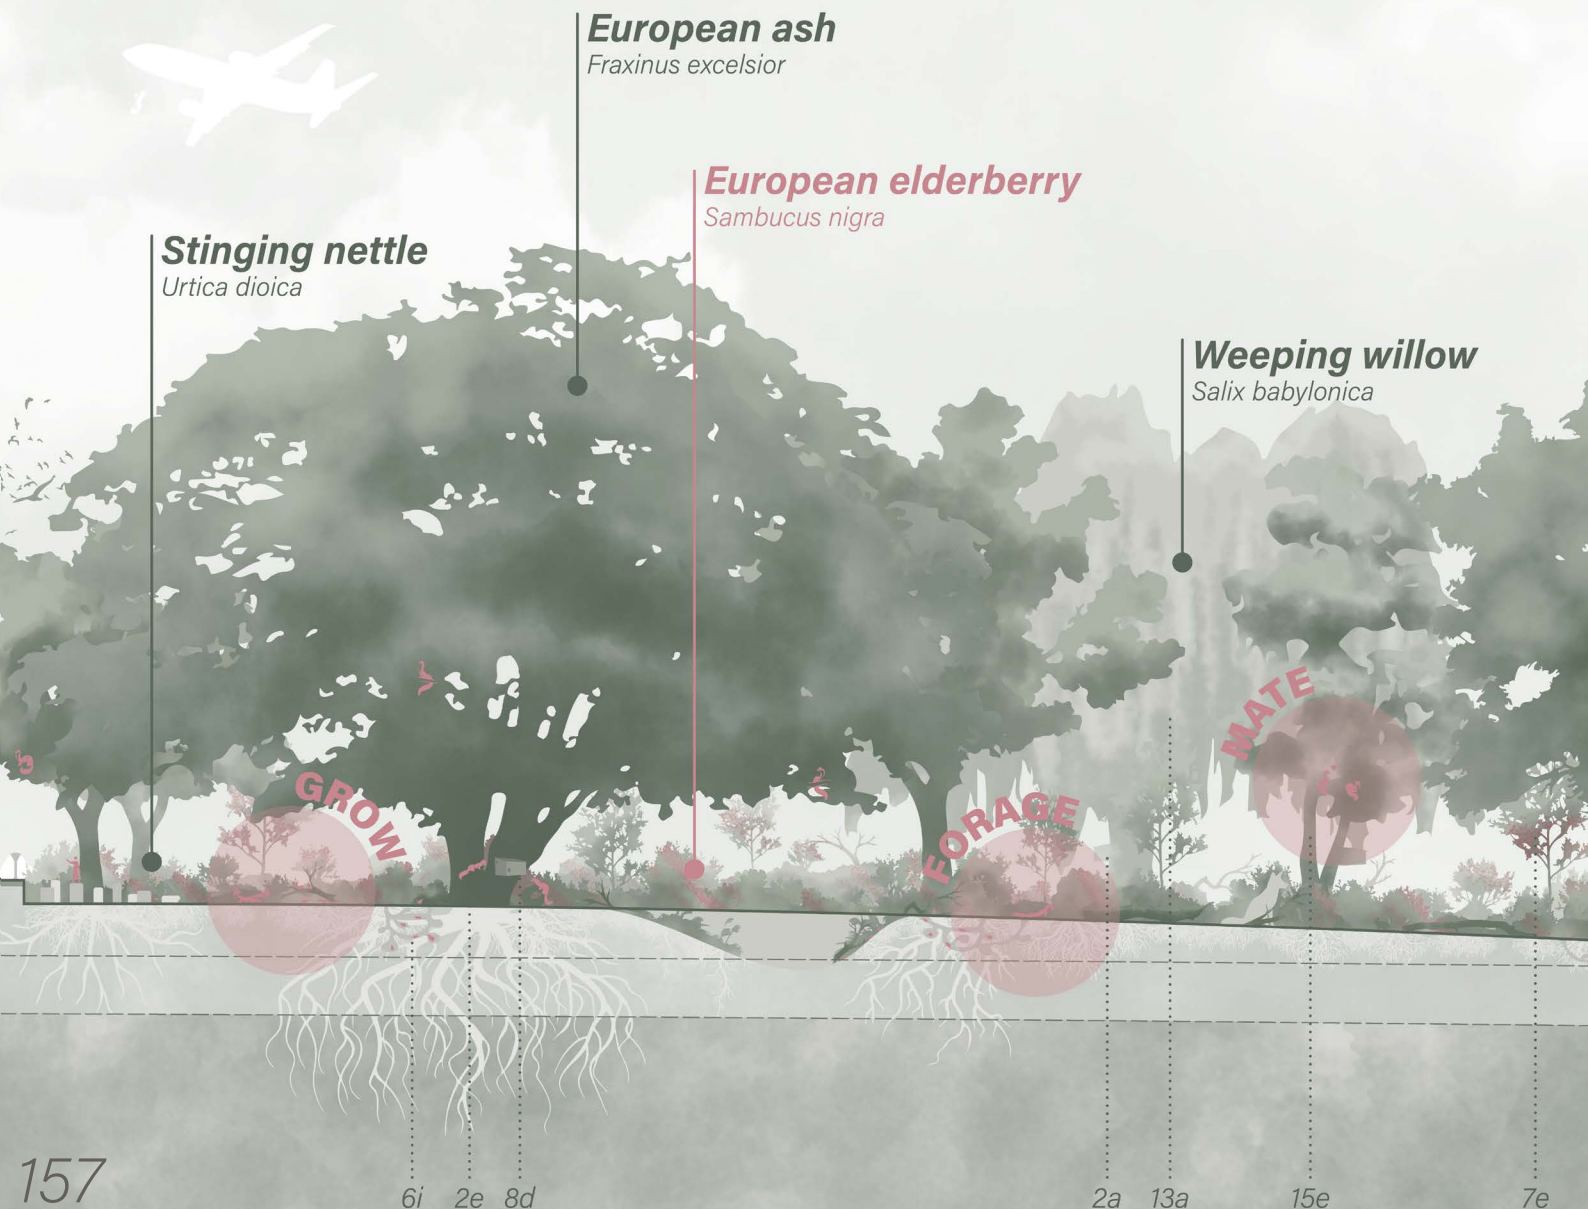 European ash
Fraxinus excelsior
European elderberry
Sambucus nigra
Stinging nettle
Urtica dioica
Weeping willow
Salix babylonica
MATE
GROW
FORAGE
157
6i 2e 8d 2a 13a 15e 7e